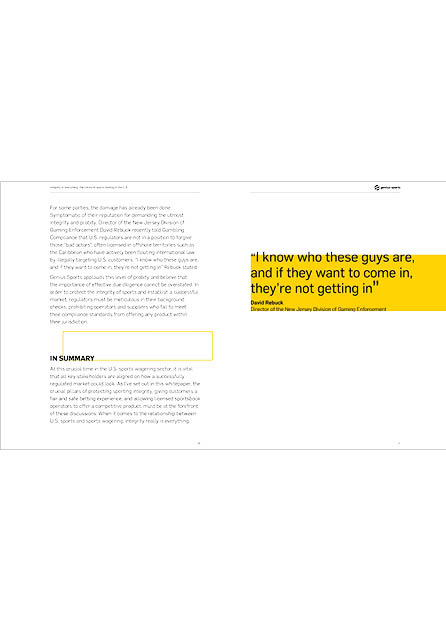 genius sports
For some parties, the damage has already been done.
Symptomatic of their reputation for demanding the utmost
integrity and probity, Director of the New Jersey Division of
Gaming Enforcement David Rebuck recently told Gambling
Compliance that U.S. regulators are not in a position to forgive
those "bad actors", often licensed in offshore territories such as
the Caribbean who have actively been flouting international law
by illegally targeting U.S. customers. "I know who these guys are,
and if they want to come in, they're not getting in" Rebuck stated.
Genius Sports applauds this level of probity and believe that
the importance of effective due diligence cannot be overstated. In
order to protect the integrity of sports and establish a successful
market, regulators must be meticulous in their background
checks, prohibiting operators and suppliers who fail to meet
their compliance standards from offering any product within
their jurisdiction.
IN SUMMARY
At this crucial time in the U.S. sports wagering sector, it is vital
that all key stakeholders are aligned on how a successfully
regulated market could look. As I've set out in this whitepaper, the
crucial pillars of protecting sporting integrity, giving customers a
fair and safe betting experience, and allowing licensed sportsbook
operators to offer a competitive product, must be at the forefront
of these discussions. When it comes to the relationship between
U.S. sports and sports wagering, integrity really is everything.
"I know who these guys are,
and if they want to come in,
they're not getting in"
David Rebuck
Director of the New Jersey Division of Gaming Enforcement